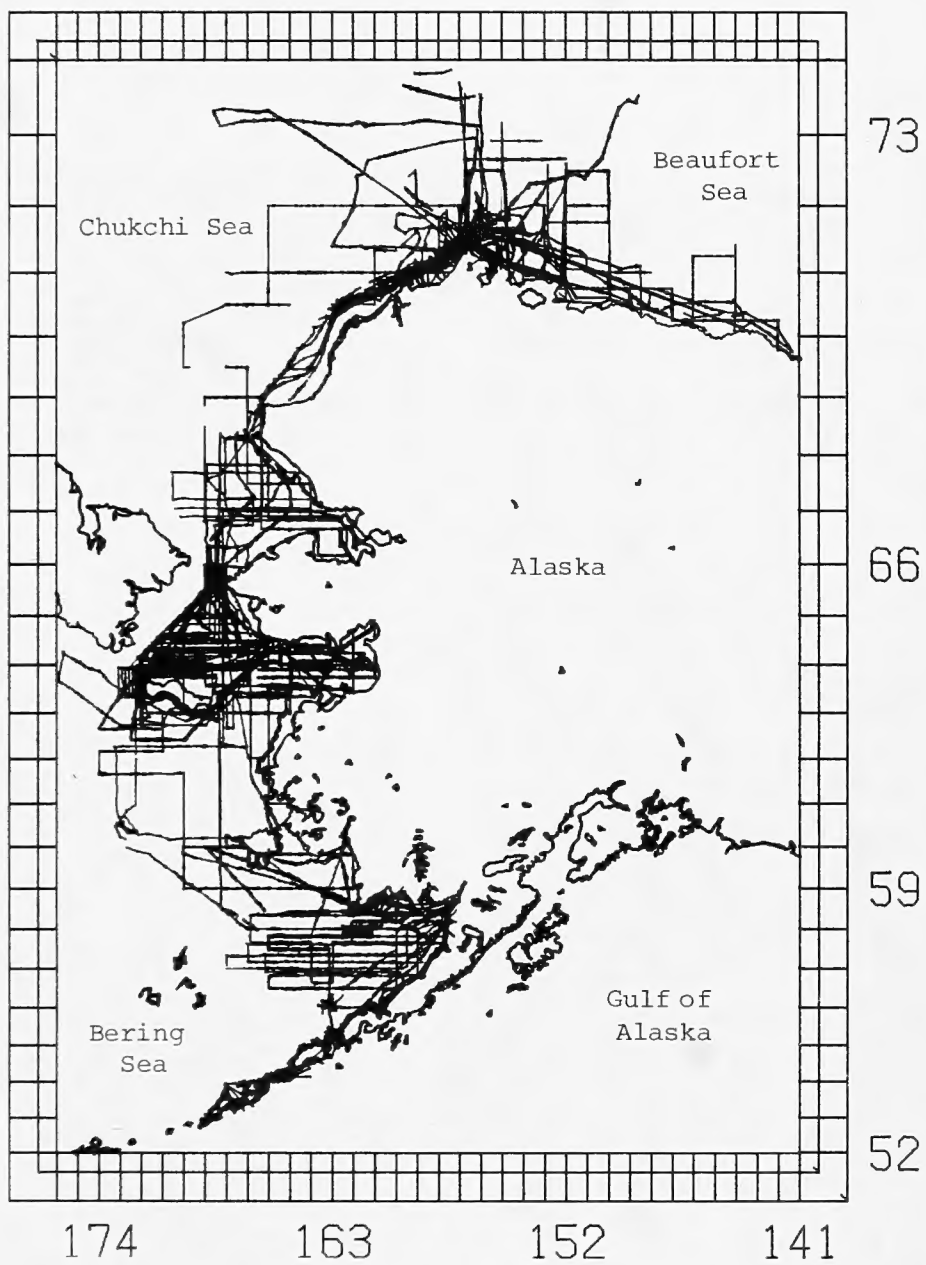 73
Beaufort
Sea
Chukchi Sea
66
Alaska
59
Gulf of
Alaska
Bering
Sea
52
174 163 152 141